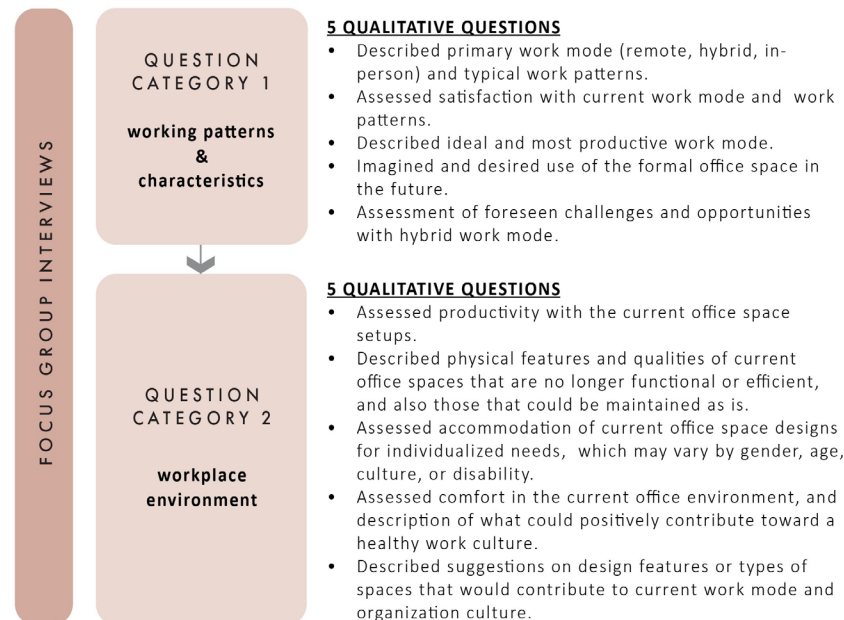 FOCUS GROUP INTERVIEWS
QUESTION
CATEGORY 1
working patterns
&
characteristics
5 QUALITATIVE QUESTIONS
• Described primary work mode (remote, hybrid, in-
person) and typical work patterns.
• Assessed satisfaction with current work mode and work
patterns.
• Described ideal and most productive work mode.
• Imagined and desired use of the formal office space in
the future.
• Assessment of foreseen challenges and opportunities
with hybrid work mode.
QUESTION
CATEGORY 2
workplace
environment
5 QUALITATIVE QUESTIONS
• Assessed productivity with the current office space
setups.
• Described physical features and qualities of current
office spaces that are no longer functional or efficient,
and also those that could be maintained as is.
• Assessed accommodation of current office space designs
for individualized needs, which may vary by gender, age,
culture, or disability.
• Assessed comfort in the current office environment, and
description of what could positively contribute toward a
healthy work culture.
• Described suggestions on design features or types of
spaces that would contribute to current work mode and
organization culture.